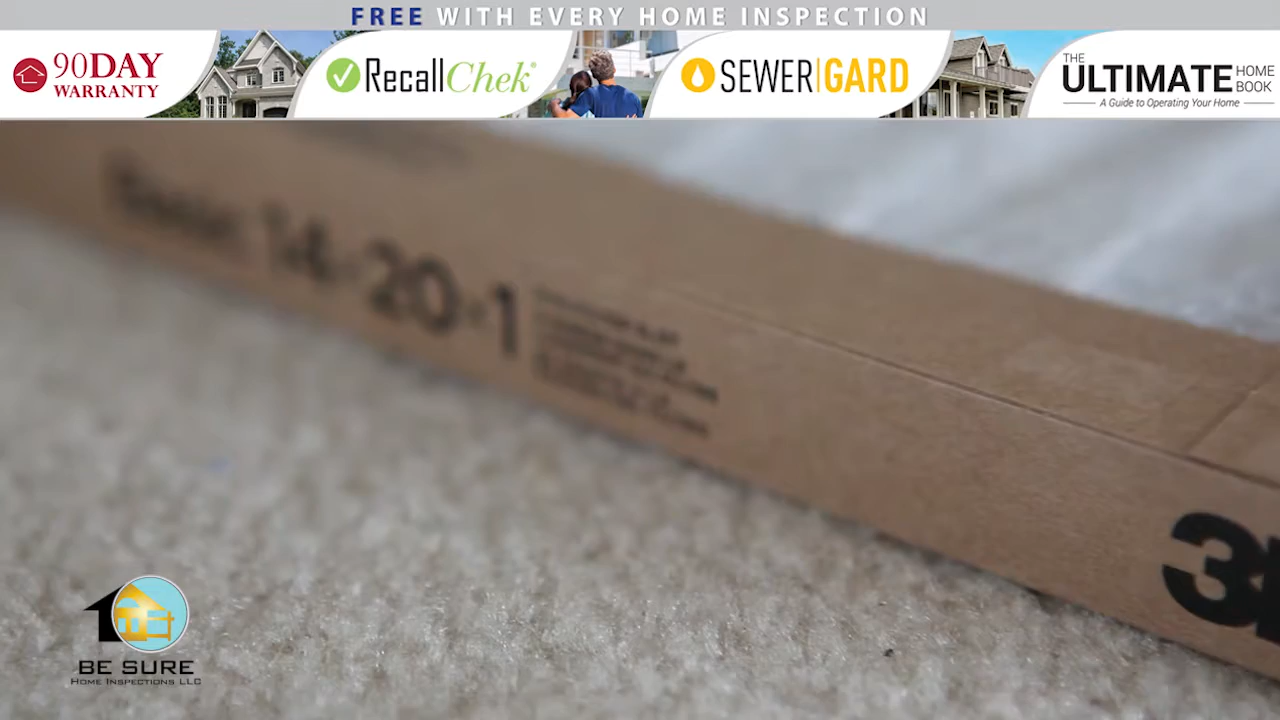 FREE WITH EVERY HOME INSPECTION
90DAY
WARRANTY
RecallChek®
SEWER|GARD
THE
ULTIMATE HOME
BOOK
A Guide to Operating Your Home
14 20 1
3
BE SURE
HOME INSPECTIONS LLC